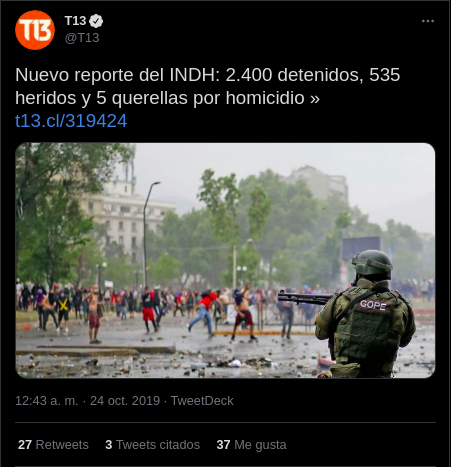 T13
T13
@T13
Nuevo reporte del INDH: 2.400 detenidos, 535
heridos y 5 querellas por homicidio »
t13.cl/319424
GOPE
12:43 a. m. · 24 oct. 2019 · TweetDeck
27 Retweets 3 Tweets citados 37 Me gusta